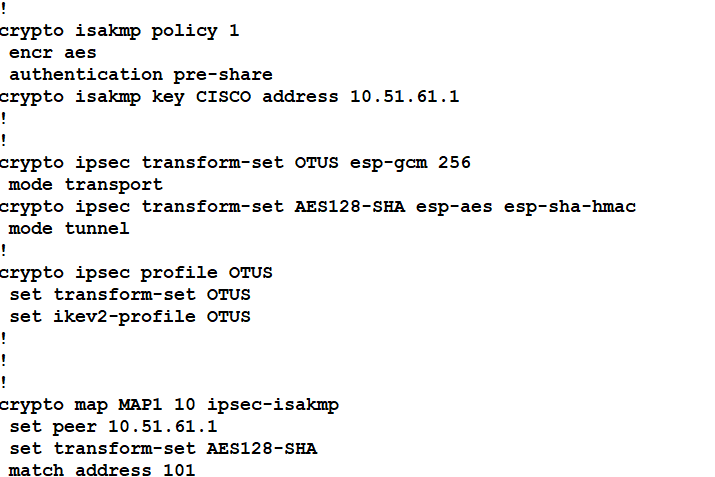 !
crypto isakmp policy 1
 encr aes
 authentication pre-share
crypto isakmp key CISCO address 10.51.61.1
!
!
crypto ipsec transform-set OTUS esp-gcm 256
 mode transport
crypto ipsec transform-set AES128-SHA esp-aes esp-sha-hmac
 mode tunnel
!
crypto ipsec profile OTUS
 set transform-set OTUS
 set ikev2-profile OTUS
!
!
!
crypto map MAP1 10 ipsec-isakmp
 set peer 10.51.61.1
 set transform-set AES128-SHA
 match address 101